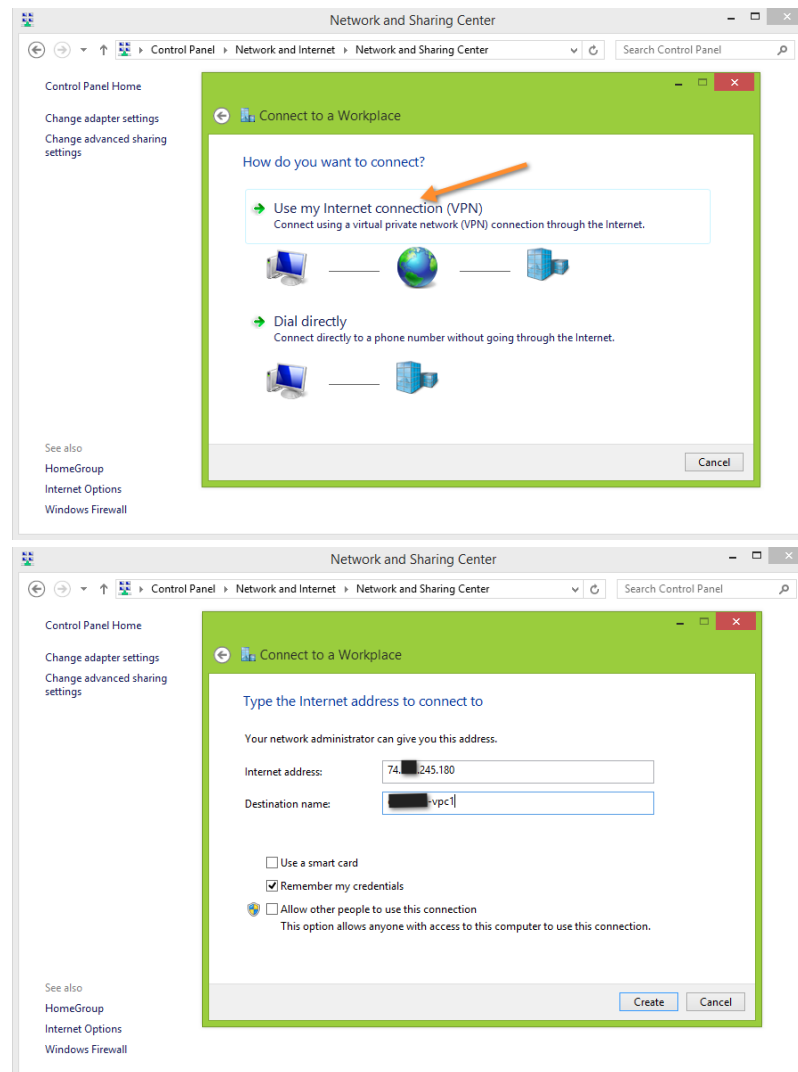 Network and Sharing Center
Control Panel Network and Internet Network and Sharing Center Search Control Panel
Control Panel Home
Change adapter settings
Change advanced sharing
settings
Connect to a Workplace
How do you want to connect?
Use my Internet connection (VPN)
Connect using a virtual private network (VPN) connection through the Internet.
Dial directly
Connect directly to a phone number without going through the Internet.
See also
HomeGroup
Internet Options
Windows Firewall
Cancel
Network and Sharing Center
Control Panel Network and Internet Network and Sharing Center Search Control Panel
Control Panel Home
Change adapter settings
Change advanced sharing
settings
Connect to a Workplace
Type the Internet address to connect to
Your network administrator can give you this address.
Internet address: 74. .245.180
Destination name: -vpc1
Use a smart card
Remember my credentials
Allow other people to use this connection
This option allows anyone with access to this computer to use this connection.
See also
HomeGroup
Internet Options
Windows Firewall
Create Cancel